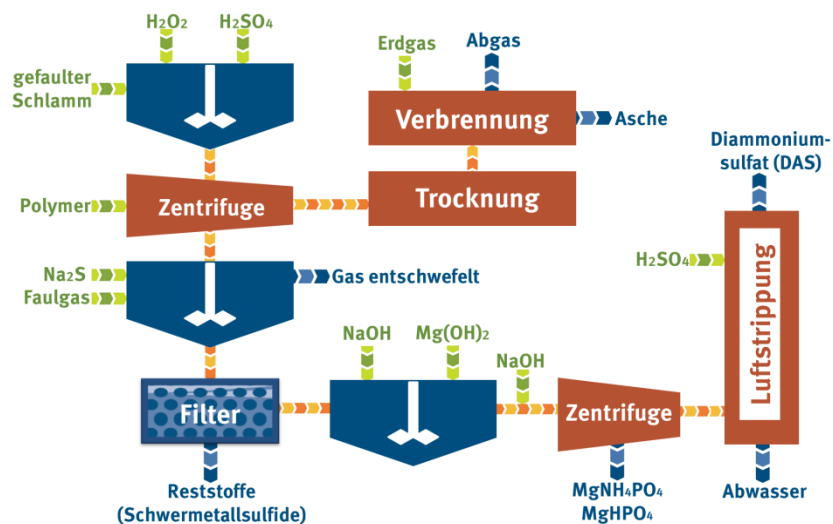 H₂O₂
H₂SO₄
gefaulter
Schlamm
Erdgas
Abgas
Verbrennung
Asche
Trocknung
Polymer
Zentrifuge
Diammonium-
sulfat (DAS)
H₂SO₄
Luftstrippung
Na₂S
Faulgas
Gas entschwefelt
NaOH
Mg(OH)₂
NaOH
Filter
Zentrifuge
Reststoffe
(Schwermetallsulfide)
MgNH₄PO₄
MgHPO₄
Abwasser